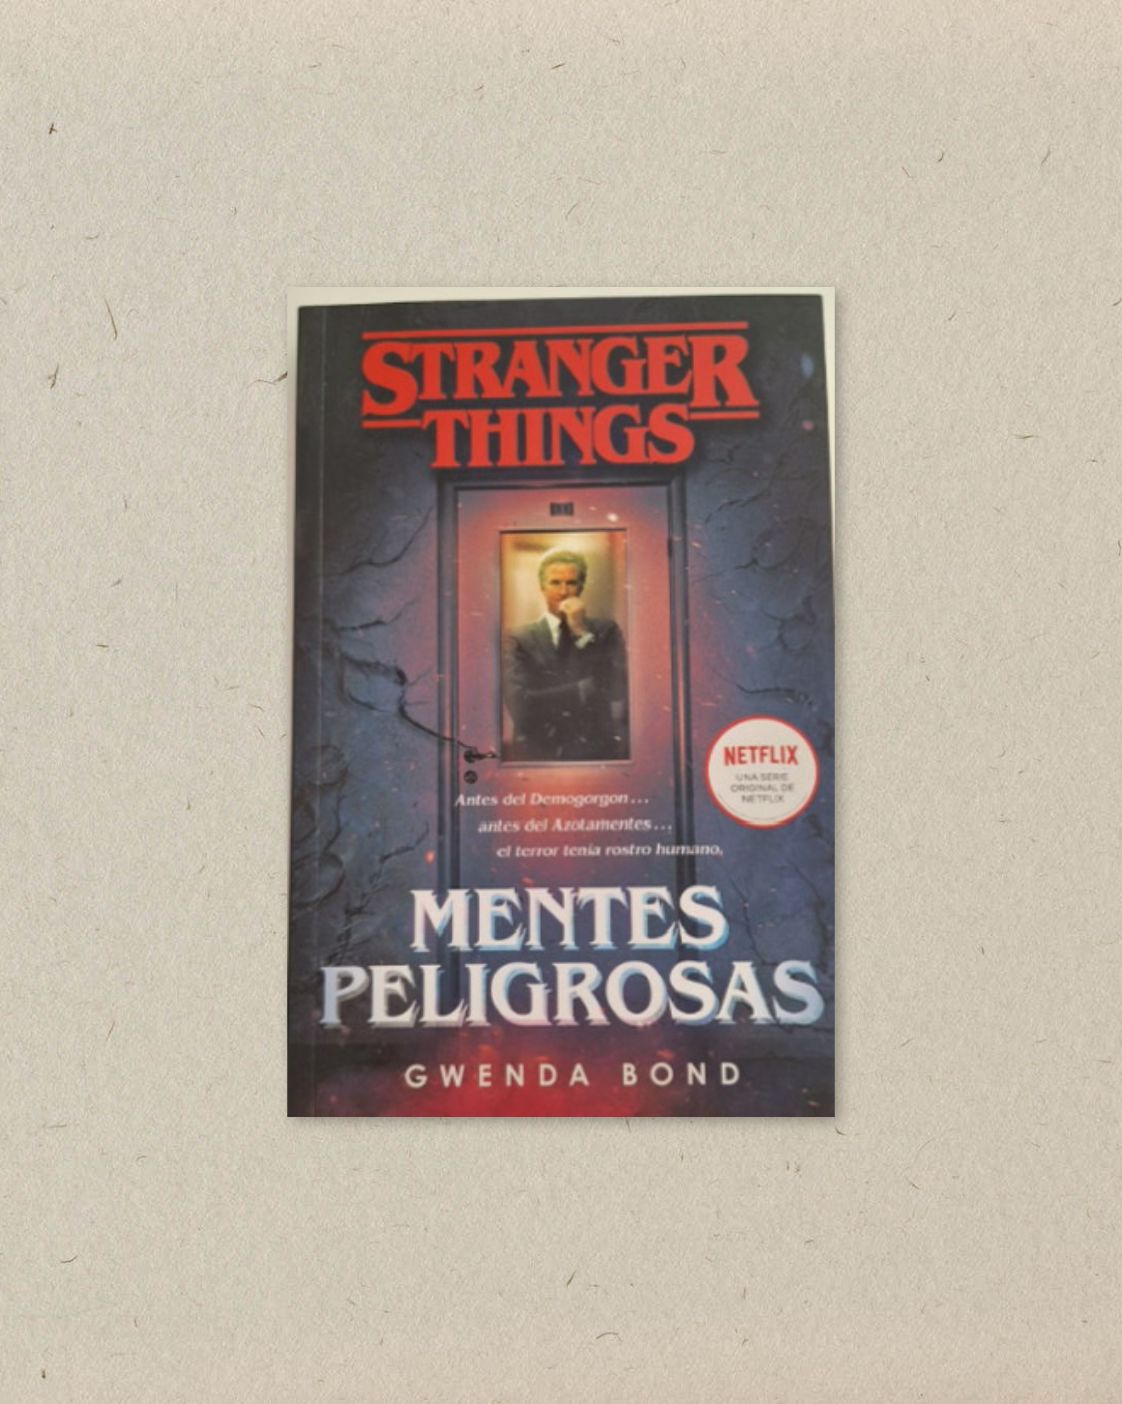 STRANGER
THINGS
NETFLIX
UNA SERIE
ORIGINAL DE
NETFLIX
Antes del Demogorgon...
antes del Azotamentes...
el terror tenía rostro humano.
MENTES
PELIGROSAS
GWENDA BOND